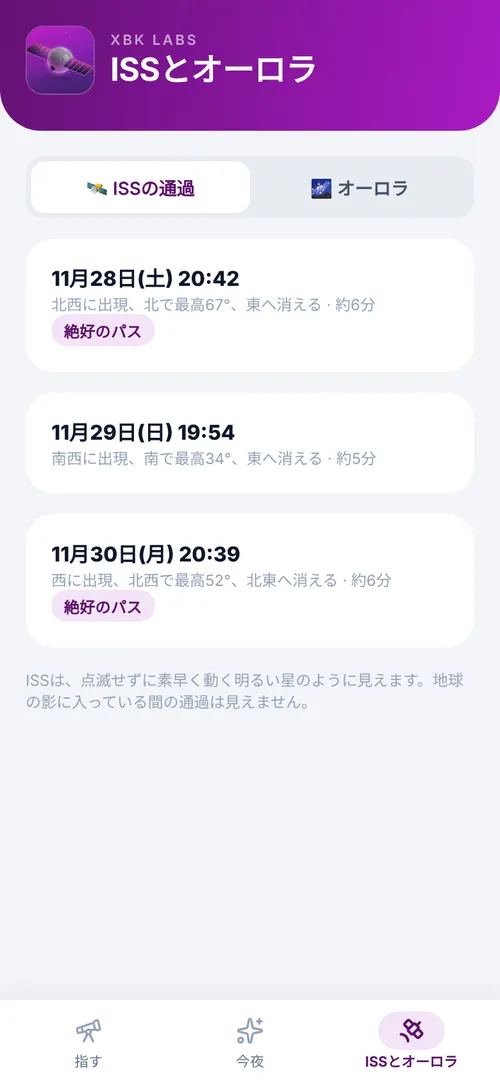 XBK LABS
ISSとオーロラ
ISSの通過
オーロラ
11月28日(土) 20:42
北西に出現、北で最高67°、東へ消える · 約6分
絶好のパス
11月29日(日) 19:54
南西に出現、南で最高34°、東へ消える · 約5分
11月30日(月) 20:39
西に出現、北西で最高52°、北東へ消える · 約6分
絶好のパス
ISSは、点滅せずに素早く動く明るい星のように見えます。地球
の影に入っている間の通過は見えません。
指す
今夜
ISSとオーロラ